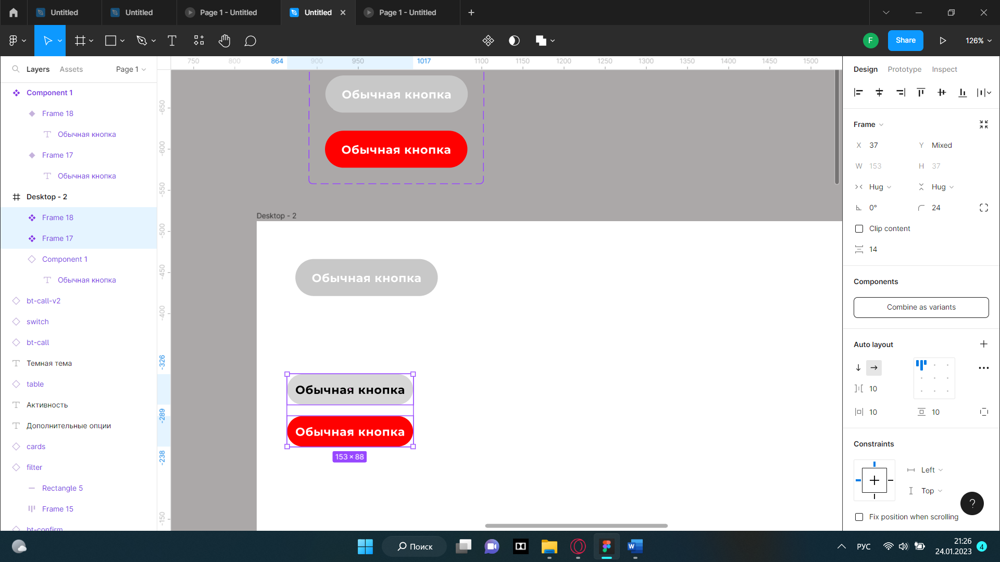 Untitled
Untitled
Page 1 - Untitled
Untitled
Page 1 - Untitled
F
Share
126%
Layers
Assets
Page 1
Component 1
Frame 18
Обычная кнопка
Frame 17
Обычная кнопка
Desktop - 2
Frame 18
Frame 17
Component 1
Обычная кнопка
bt-call-v2
switch
bt-call
Темная тема
table
Активность
Дополнительные опции
cards
filter
Rectangle 5
Frame 15
bt-confirm
750
800
864
900
950
1017
1100
1150
1200
1250
1300
1350
1400
1450
1500
-650
-600
-550
-500
-450
-400
-326
-289
-238
-150
Обычная кнопка
Обычная кнопка
Desktop - 2
Обычная кнопка
Обычная кнопка
Обычная кнопка
153 × 88
Design
Prototype
Inspect
Frame
X 37
Y Mixed
W 153
H 37
Hug
Hug
0°
24
Clip content
14
Components
Combine as variants
Auto layout
10
10
10
Constraints
Left
Top
?
Fix position when scrolling
Поиск
РУС
21:26
24.01.2023
4